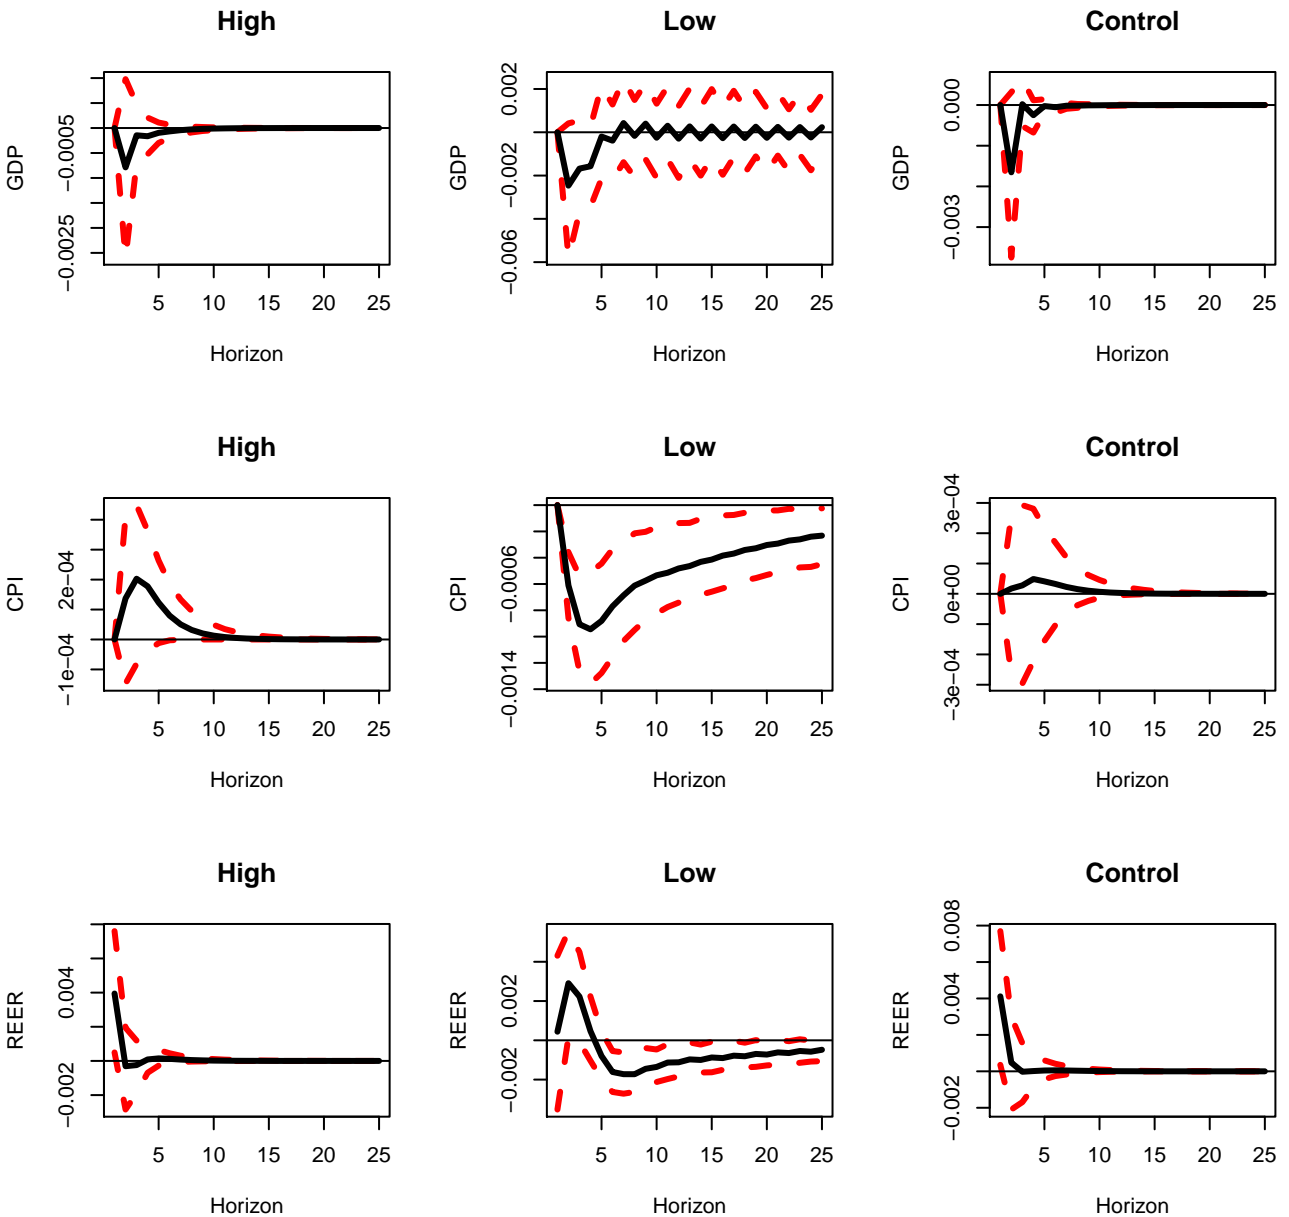 High
Low
Control
GDP
−0.0025
−0.0005
5 10 15 20 25
Horizon
GDP
−0.006
−0.002
0.002
5 10 15 20 25
Horizon
GDP
−0.003
0.000
5 10 15 20 25
Horizon
High
Low
Control
CPI
−1e−04
2e−04
5 10 15 20 25
Horizon
CPI
−0.0014
−0.0006
5 10 15 20 25
Horizon
CPI
−3e−04
0e+00
3e−04
5 10 15 20 25
Horizon
High
Low
Control
REER
−0.002
0.004
5 10 15 20 25
Horizon
REER
−0.002
0.002
5 10 15 20 25
Horizon
REER
−0.002
0.004
0.008
5 10 15 20 25
Horizon